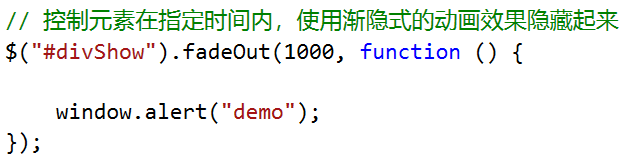 // 控制元素在指定时间内，使用渐隐式的动画效果隐藏起来
$("#divShow").fadeOut(1000, function () {
    window.alert("demo");
});